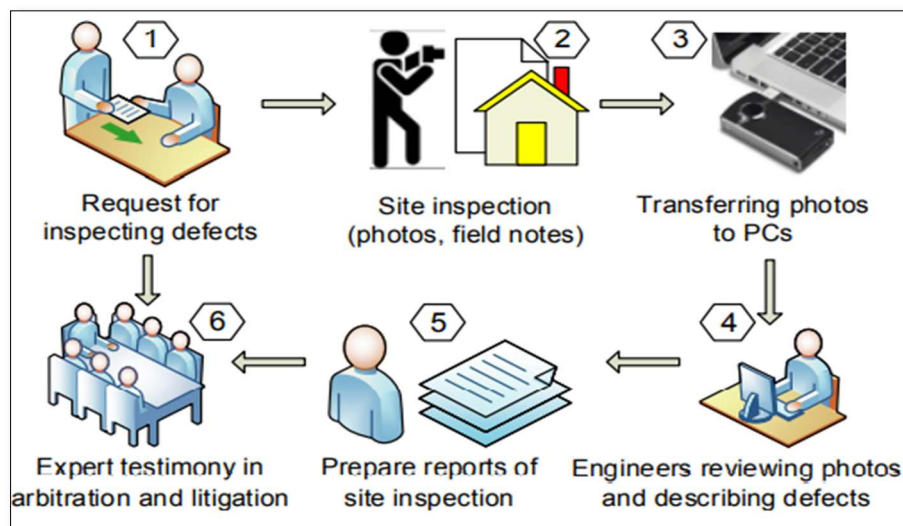 1
Request for
inspecting defects
2
Site inspection
(photos, field notes)
3
Transferring photos
to PCs
4
Engineers reviewing photos
and describing defects
5
Prepare reports of
site inspection
6
Expert testimony in
arbitration and litigation